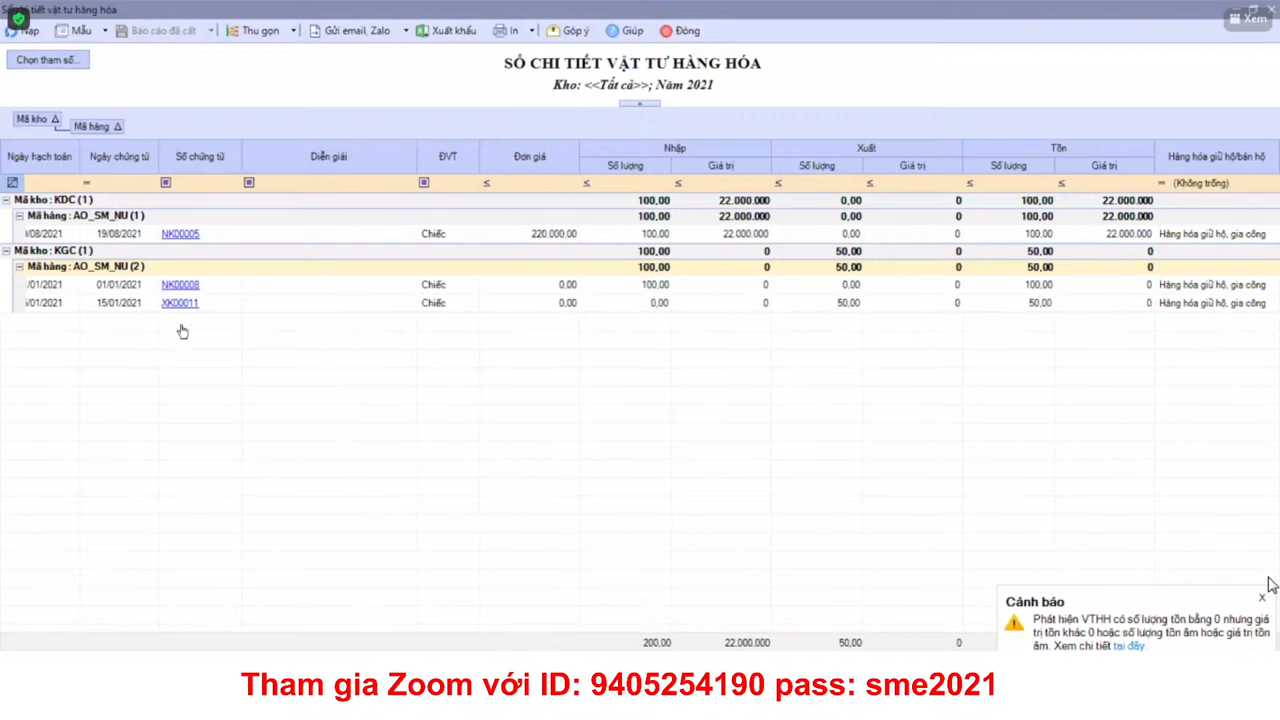 tiết vật tư hàng hóa
Xem
Nạp Mẫu Báo cáo đã cất Thu gọn Gửi email, Zalo Xuất khẩu In Góp ý Giúp Đóng
Chọn tham số...
SỔ CHI TIẾT VẬT TƯ HÀNG HÓA
Kho: <<Tất cả>>; Năm 2021
Mã kho
Mã hàng
Ngày hạch toán Ngày chứng từ Số chứng từ Diễn giải ĐVT Đơn giá Nhập Xuất Tồn Hàng hóa giữ hộ/bán hộ
Số lượng Giá trị Số lượng Giá trị Số lượng Giá trị
= ≤ ≤ ≤ ≤ ≤ ≤ ≤ = (Không trống)
Mã kho : KDC (1) 100,00 22.000.000 0,00 0 100,00 22.000.000
Mã hàng : AO_SM_NU (1) 100,00 22.000.000 0,00 0 100,00 22.000.000
/08/2021 19/08/2021 NK00005 Chiếc 220.000,00 100,00 22.000.000 0,00 0 100,00 22.000.000 Hàng hóa giữ hộ, gia công
Mã kho : KGC (1) 100,00 0 50,00 0 50,00 0
Mã hàng : AO_SM_NU (2) 100,00 0 50,00 0 50,00 0
/01/2021 01/01/2021 NK00008 Chiếc 0,00 100,00 0 0,00 0 100,00 0 Hàng hóa giữ hộ, gia công
/01/2021 15/01/2021 XK00011 Chiếc 0,00 0,00 0 50,00 0 50,00 0 Hàng hóa giữ hộ, gia công
200,00 22.000.000 50,00 0
Cảnh báo x
Phát hiện VTHH có số lượng tồn bằng 0 nhưng giá
trị tồn khác 0 hoặc số lượng tồn âm hoặc giá trị tồn
âm. Xem chi tiết tại đây.
Tham gia Zoom với ID: 9405254190 pass: sme2021